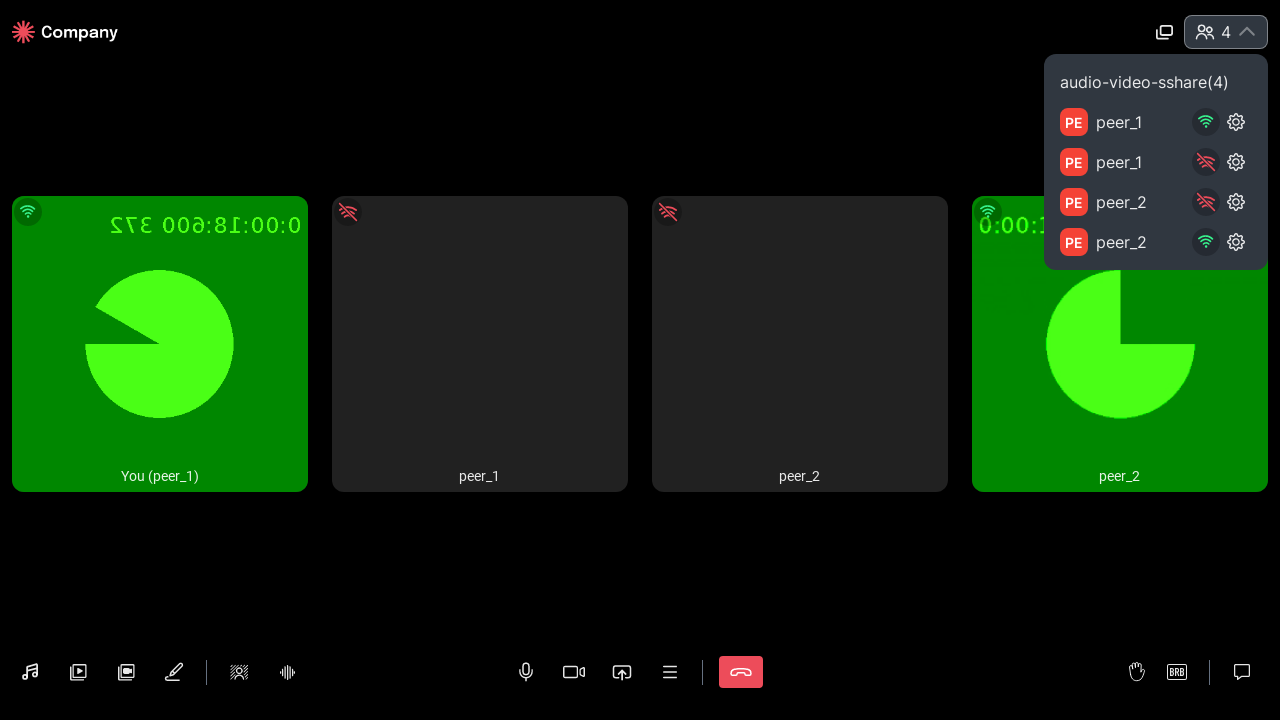 Company
4
audio-video-sshare(4)
PE peer_1
PE peer_1
PE peer_2
PE peer_2
0:00:18:600 372
0:00:1
You (peer_1)
peer_1
peer_2
peer_2
BRB